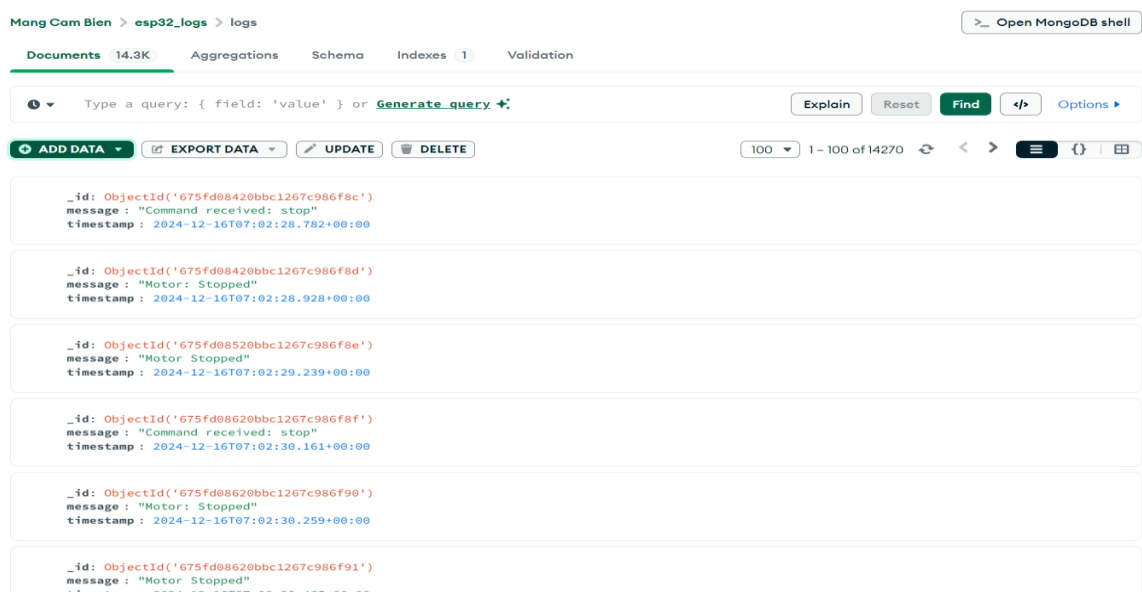 Mang Cam Bien > esp32_logs > logs
>_ Open MongoDB shell
Documents 14.3K Aggregations Schema Indexes 1 Validation
Type a query: { field: 'value' } or Generate query
Explain Reset Find </> Options
ADD DATA EXPORT DATA UPDATE DELETE
100 1 – 100 of 14270 {}
_id: ObjectId('675fd08420bbc1267c986f8c')
message : "Command received: stop"
timestamp : 2024-12-16T07:02:28.782+00:00
_id: ObjectId('675fd08420bbc1267c986f8d')
message : "Motor: Stopped"
timestamp : 2024-12-16T07:02:28.928+00:00
_id: ObjectId('675fd08520bbc1267c986f8e')
message : "Motor Stopped"
timestamp : 2024-12-16T07:02:29.239+00:00
_id: ObjectId('675fd08620bbc1267c986f8f')
message : "Command received: stop"
timestamp : 2024-12-16T07:02:30.161+00:00
_id: ObjectId('675fd08620bbc1267c986f90')
message : "Motor: Stopped"
timestamp : 2024-12-16T07:02:30.259+00:00
_id: ObjectId('675fd08620bbc1267c986f91')
message : "Motor Stopped"